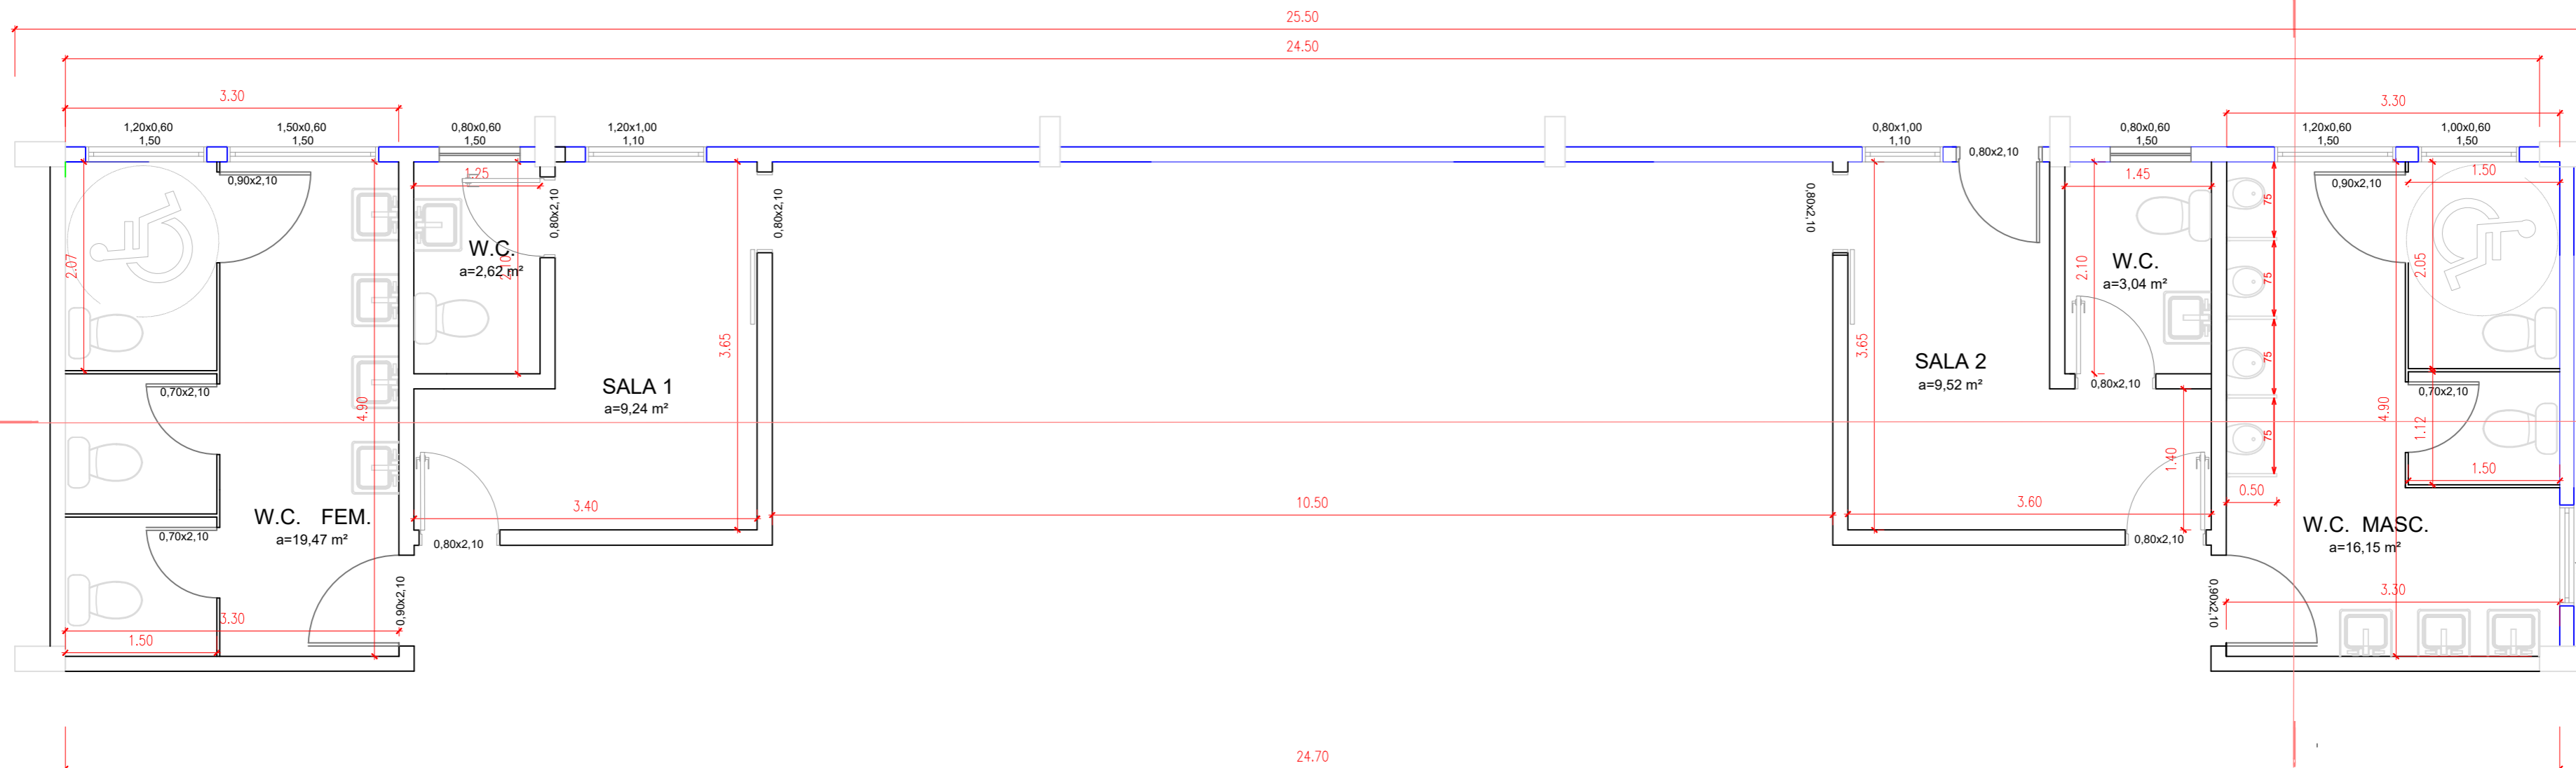 25.50
24.50
3.30
3.30
1,20x0,60
1,50
1,50x0,60
1,50
0,80x0,60
1,50
1,20x1,00
1,10
0,80x1,00
1,10
0,80x2,10
0,80x0,60
1,50
1,20x0,60
1,50
1,00x0,60
1,50
0,90x2,10
1.25
0,80x2,10
0,80x2,10
0,80x2,10
1.45
75
0,90x2,10
1.50
2.07
W.C.
a=2,62 m²
2.10
2.10
W.C.
a=3,04 m²
75
2.05
3.65
3.65
SALA 1
a=9,24 m²
SALA 2
a=9,52 m²
75
0,70x2,10
4.90
0,80x2,10
4.90
0,70x2,10
1.12
75
1.40
1.50
3.40
10.50
3.60
0.50
W.C. FEM.
a=19,47 m²
0,70x2,10
0,80x2,10
0,80x2,10
W.C. MASC.
a=16,15 m²
0,90x2,10
0,90x2,10
3.30
3.30
1.50
24.70